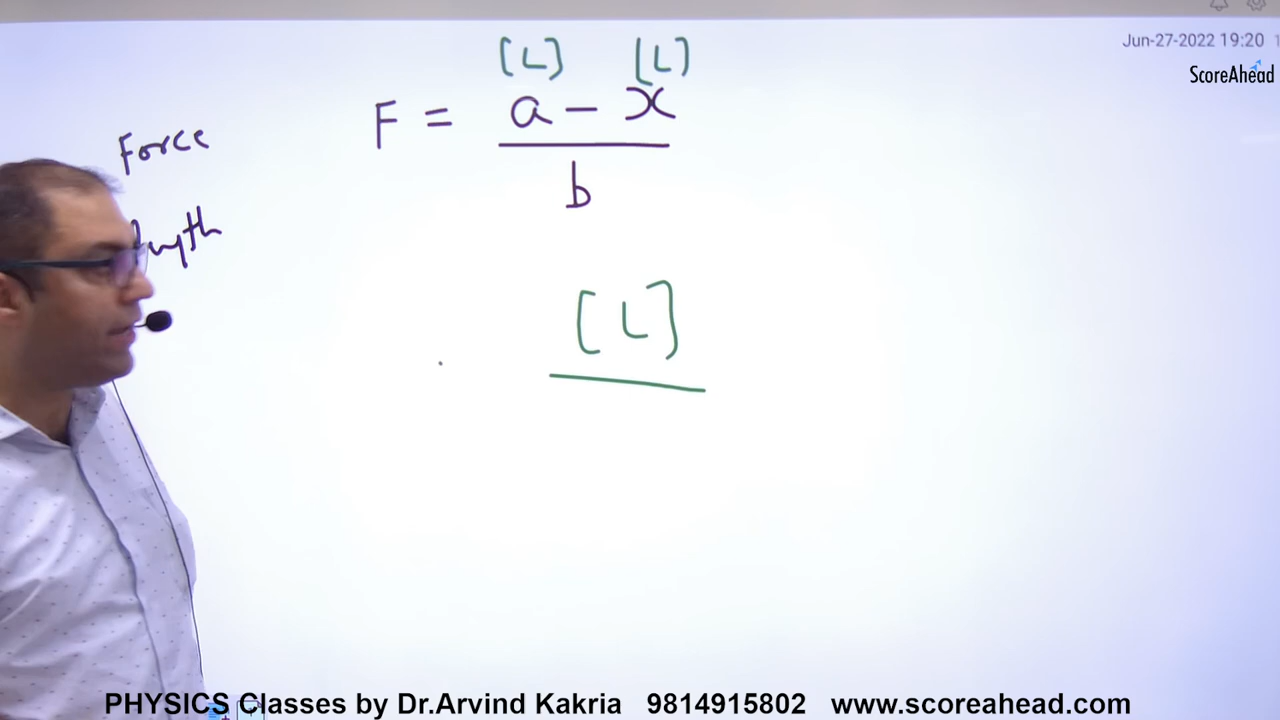 Jun-27-2022 19:20
ScoreAhead
[L] [L]
F = a - x
b
Force
[L]
PHYSICS Classes by Dr.Arvind Kakria 9814915802 www.scoreahead.com